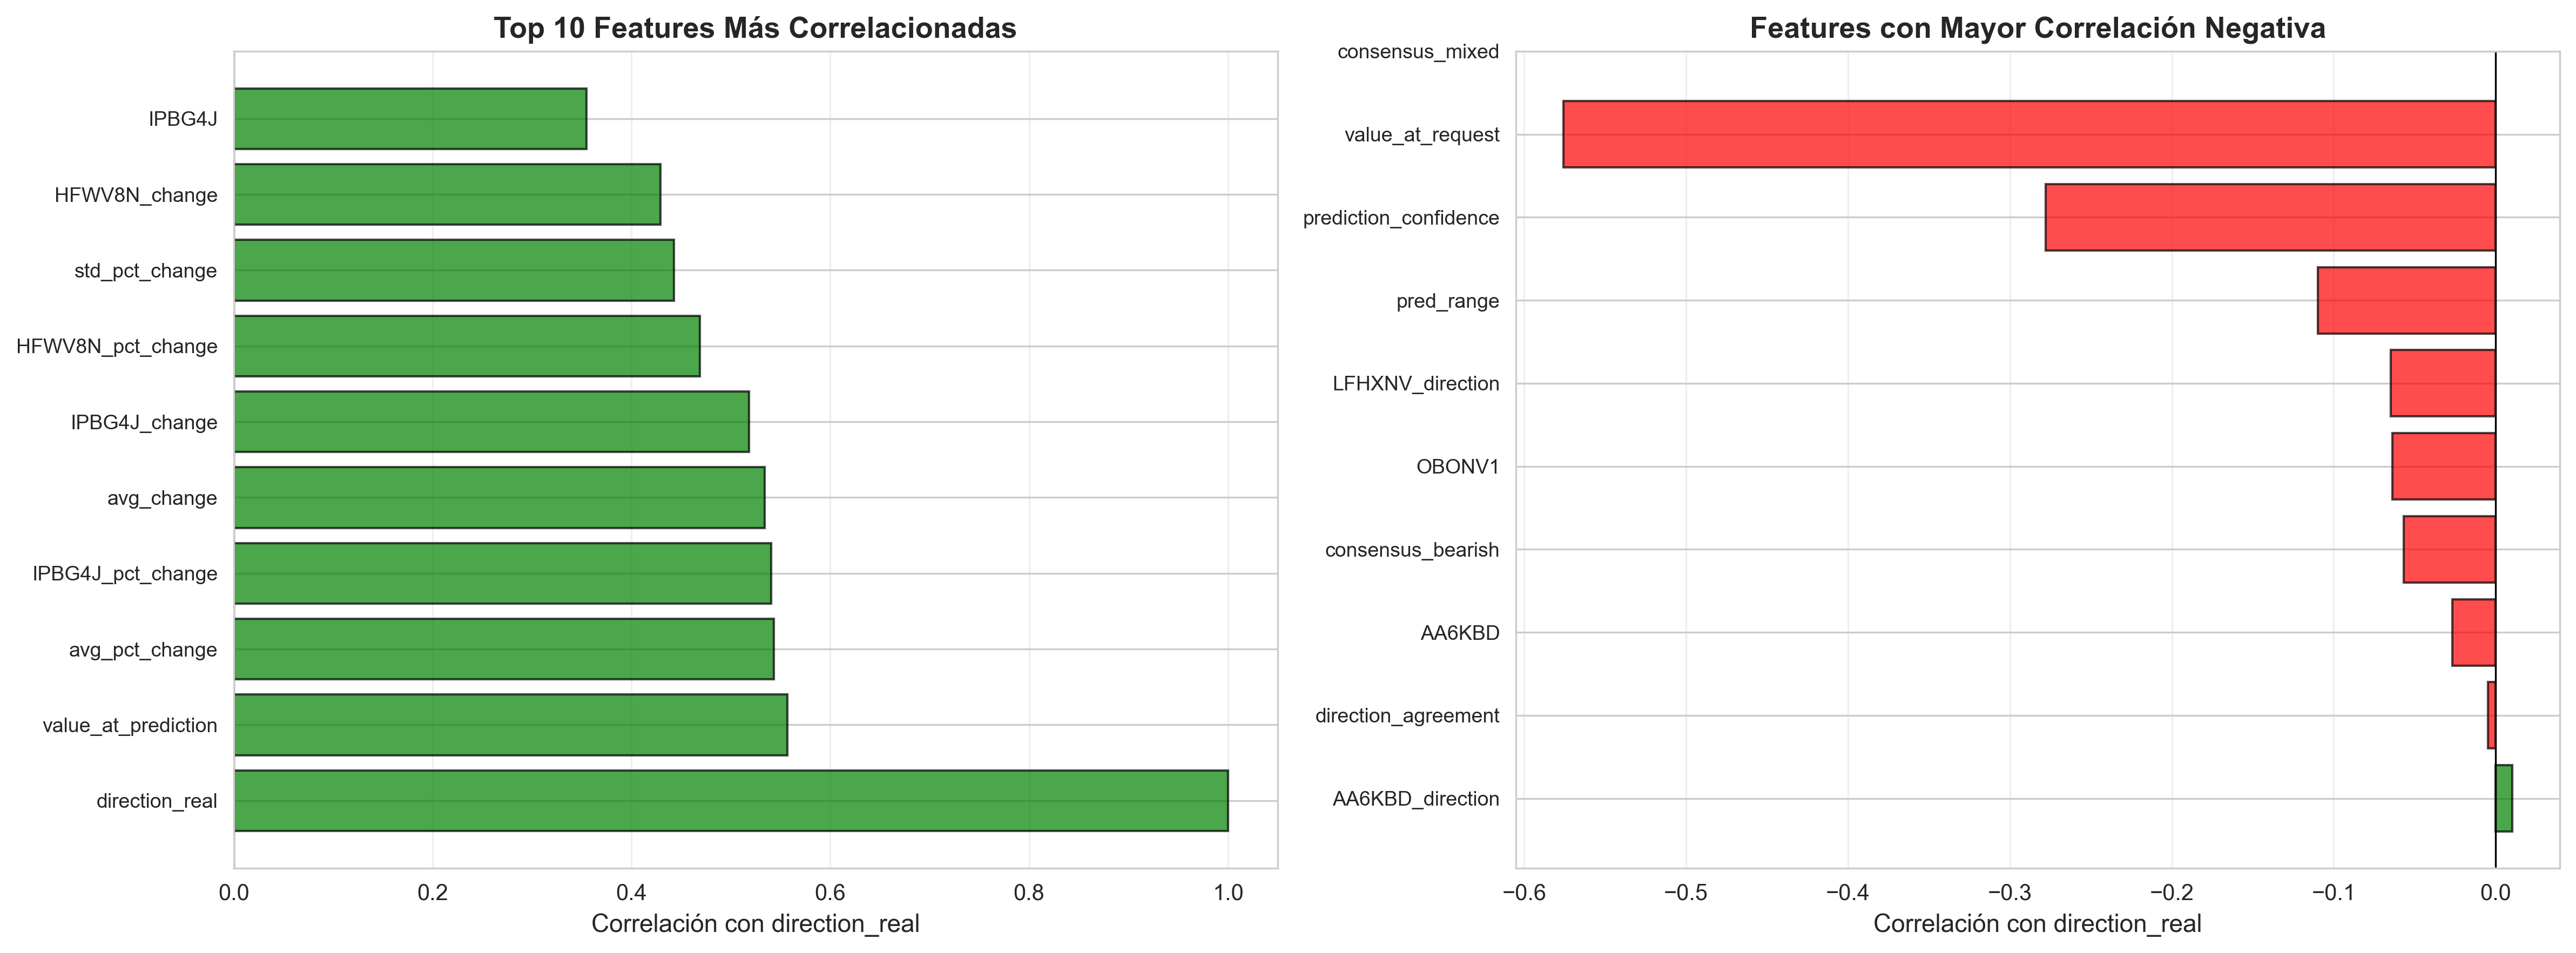 Top 10 Features Más Correlacionadas
IPBG4J
HFWV8N_change
std_pct_change
HFWV8N_pct_change
IPBG4J_change
avg_change
IPBG4J_pct_change
avg_pct_change
value_at_prediction
direction_real
0.0 0.2 0.4 0.6 0.8 1.0
Correlación con direction_real
Features con Mayor Correlación Negativa
consensus_mixed
value_at_request
prediction_confidence
pred_range
LFHXNV_direction
OBONV1
consensus_bearish
AA6KBD
direction_agreement
AA6KBD_direction
−0.6 −0.5 −0.4 −0.3 −0.2 −0.1 0.0
Correlación con direction_real